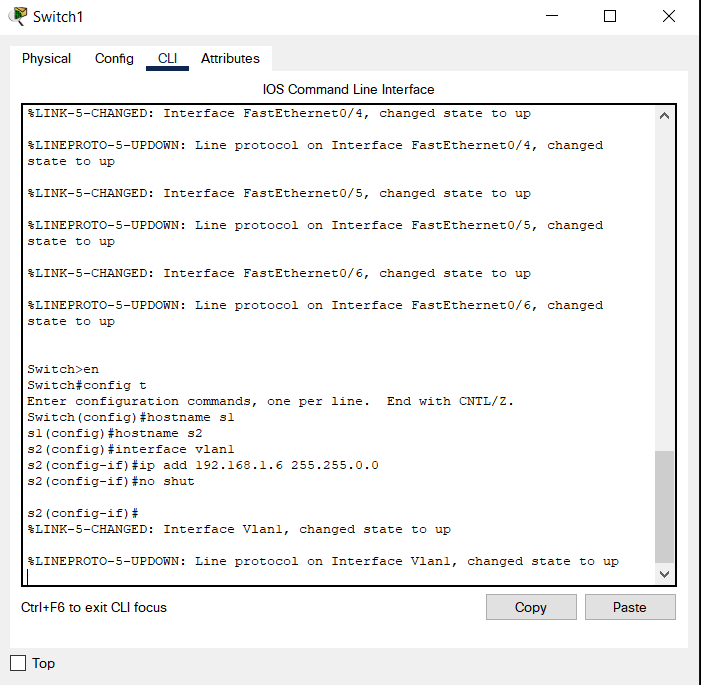 Switch1
Physical Config CLI Attributes
IOS Command Line Interface
%LINK-5-CHANGED: Interface FastEthernet0/4, changed state to up
%LINEPROTO-5-UPDOWN: Line protocol on Interface FastEthernet0/4, changed
state to up
%LINK-5-CHANGED: Interface FastEthernet0/5, changed state to up
%LINEPROTO-5-UPDOWN: Line protocol on Interface FastEthernet0/5, changed
state to up
%LINK-5-CHANGED: Interface FastEthernet0/6, changed state to up
%LINEPROTO-5-UPDOWN: Line protocol on Interface FastEthernet0/6, changed
state to up
Switch>en
Switch#config t
Enter configuration commands, one per line.  End with CNTL/Z.
Switch(config)#hostname s1
s1(config)#hostname s2
s2(config)#interface vlan1
s2(config-if)#ip add 192.168.1.6 255.255.0.0
s2(config-if)#no shut
s2(config-if)#
%LINK-5-CHANGED: Interface Vlan1, changed state to up
%LINEPROTO-5-UPDOWN: Line protocol on Interface Vlan1, changed state to up
Ctrl+F6 to exit CLI focus
Copy Paste
Top